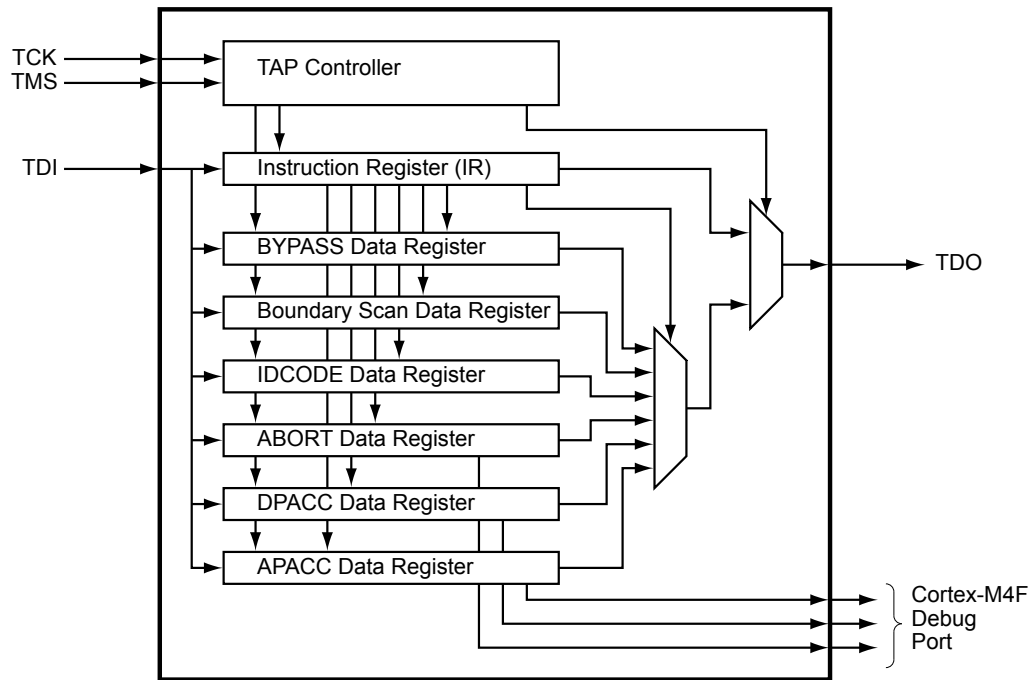 TCK
TMS
TAP Controller
TDI
Instruction Register (IR)
BYPASS Data Register
Boundary Scan Data Register
IDCODE Data Register
ABORT Data Register
DPACC Data Register
APACC Data Register
TDO
Cortex-M4F
Debug
Port